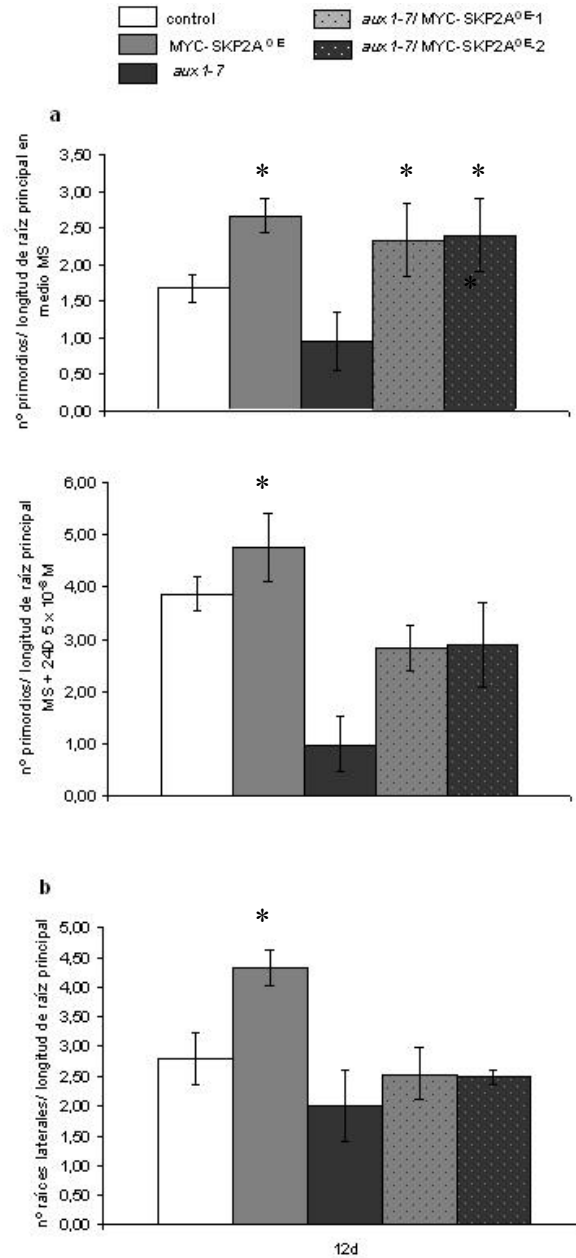 control
MYC-SKP2A OE
aux1-7
aux1-7/ MYC-SKP2A OE-1
aux1-7/ MYC-SKP2A OE-2
a
nº primordios/ longitud de raíz principal en
medio MS
3,50
3,00
2,50
2,00
1,50
1,00
0,50
0,00
*
*
*
*
nº primordios/ longitud de raíz principal
MS + 24D 5 x 10⁻⁸ M
6,00
5,00
4,00
3,00
2,00
1,00
0,00
*
b
nº raíces laterales/ longitud de raíz principal
5,00
4,50
4,00
3,50
3,00
2,50
2,00
1,50
1,00
0,50
0,00
*
12d